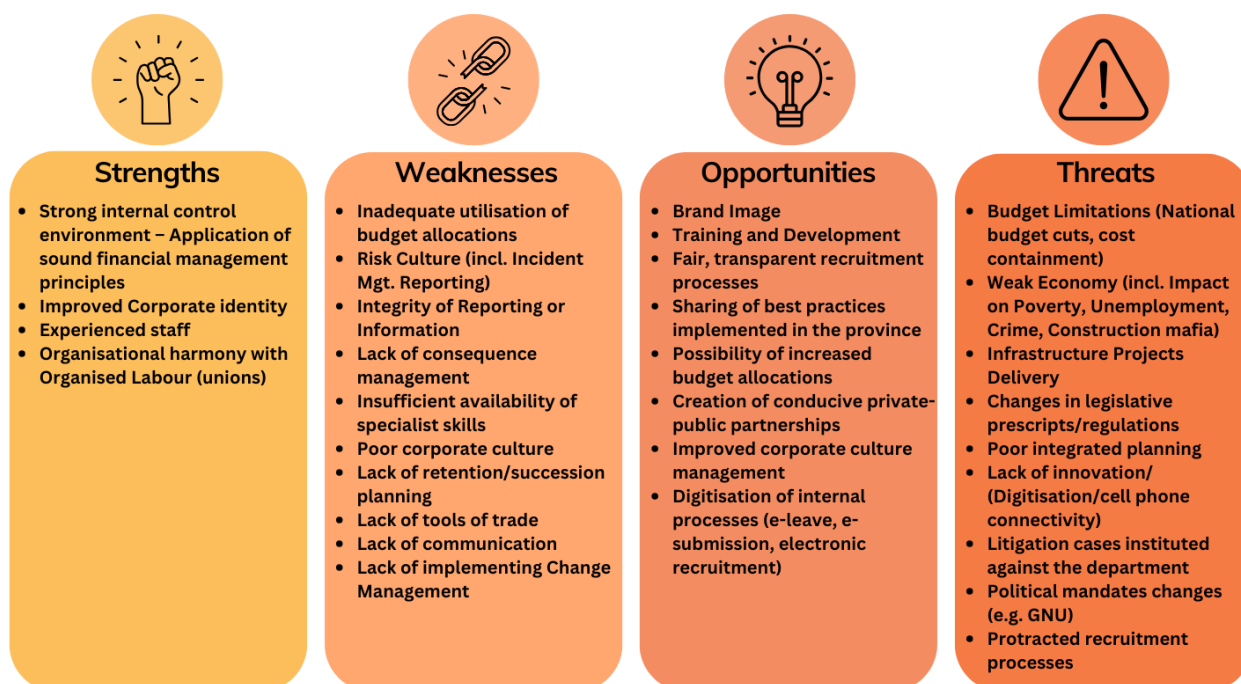 Strengths
• Strong internal control
environment – Application of
sound financial management
principles
• Improved Corporate identity
• Experienced staff
• Organisational harmony with
Organised Labour (unions)
Weaknesses
• Inadequate utilisation of
budget allocations
• Risk Culture (incl. Incident
Mgt. Reporting)
• Integrity of Reporting or
Information
• Lack of consequence
management
• Insufficient availability of
specialist skills
• Poor corporate culture
• Lack of retention/succession
planning
• Lack of tools of trade
• Lack of communication
• Lack of implementing Change
Management
Opportunities
• Brand Image
• Training and Development
• Fair, transparent recruitment
processes
• Sharing of best practices
implemented in the province
• Possibility of increased
budget allocations
• Creation of conducive private-
public partnerships
• Improved corporate culture
management
• Digitisation of internal
processes (e-leave, e-
submission, electronic
recruitment)
Threats
• Budget Limitations (National
budget cuts, cost
containment)
• Weak Economy (incl. Impact
on Poverty, Unemployment,
Crime, Construction mafia)
• Infrastructure Projects
Delivery
• Changes in legislative
prescripts/regulations
• Poor integrated planning
• Lack of innovation/
(Digitisation/cell phone
connectivity)
• Litigation cases instituted
against the department
• Political mandates changes
(e.g. GNU)
• Protracted recruitment
processes